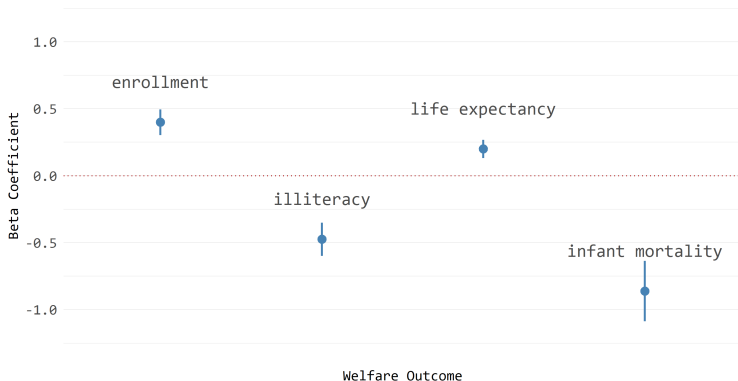 1.0
enrollment
0.5
life expectancy
0.0
illiteracy
-0.5
infant mortality
-1.0
Beta Coefficient
Welfare Outcome